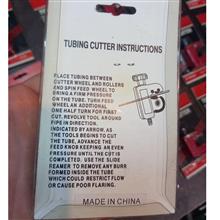 TUBING CUTTER INSTRUCTIONS
PLACE TUBING BETWEEN
CUTTER WHEEL AND ROLLERS
END SPIN FEED WHEEL TO
BRING A FIRM PRESSURE
ON THE TUBE. TURN FEED
WHEEL AN ADDITIONAL
ONE HALF TURN FOR FIRST
CUT, REVOLVE TOOL AROUND
PIPE IN DIRECTION.
INDICATED BY ARROW. AS
THE TOOLS BEGINS TO CUT
THE TUBE, ADVANCE THE
FEED KNOB KEEPING AN EVEN
PRESSURE UNTIL THE CUT IS
COMPLETED. USE THE SLIDE
REAMER TO REMOVE ANY BURR
FORMED INSIDE THE TUBE
WHICH COULD RESTRICT FLOW
OR CAUSE POOR FLARING.
MADE IN CHINA